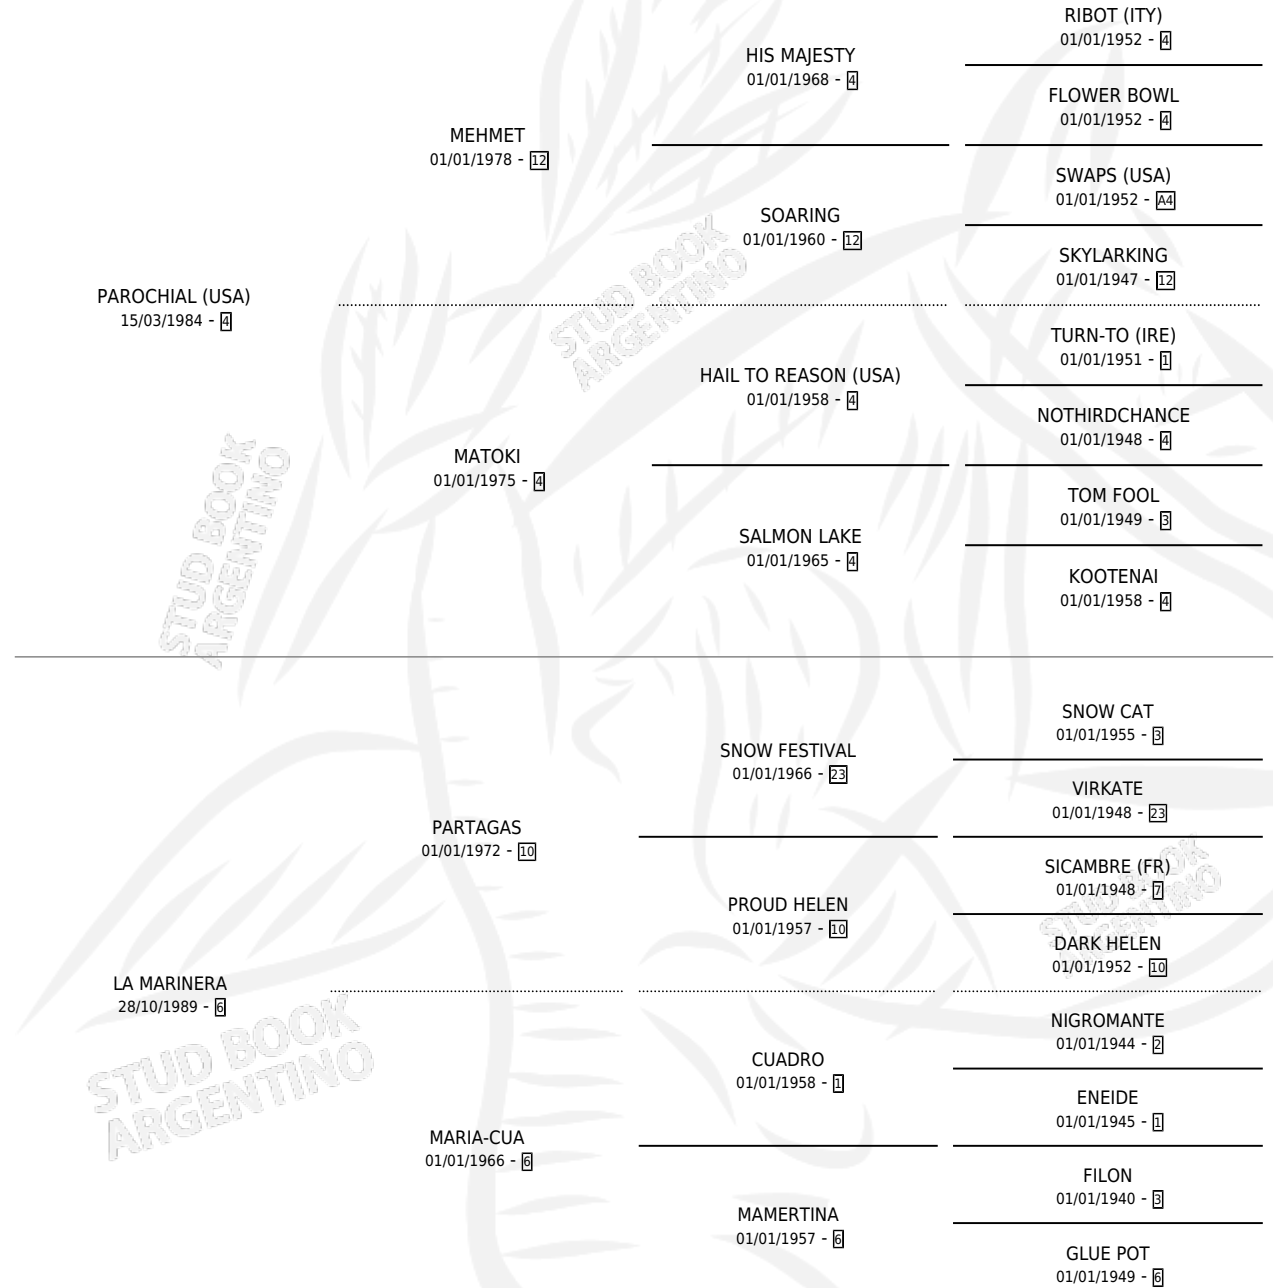 RIBOT (ITY)
01/01/1952 - 4
HIS MAJESTY
01/01/1968 - 4
FLOWER BOWL
01/01/1952 - 4
MEHMET
01/01/1978 - 12
SWAPS (USA)
01/01/1952 - A4
SOARING
01/01/1960 - 12
SKYLARKING
01/01/1947 - 12
PAROCHIAL (USA)
15/03/1984 - 4
TURN-TO (IRE)
01/01/1951 - 1
HAIL TO REASON (USA)
01/01/1958 - 4
NOTHIRDCHANCE
01/01/1948 - 4
MATOKI
01/01/1975 - 4
TOM FOOL
01/01/1949 - 3
SALMON LAKE
01/01/1965 - 4
KOOTENAI
01/01/1958 - 4
STUD BOOK
ARGENTINO
STUD BOOK
ARGENTINO
SNOW CAT
01/01/1955 - 3
SNOW FESTIVAL
01/01/1966 - 23
VIRKATE
01/01/1948 - 23
PARTAGAS
01/01/1972 - 10
SICAMBRE (FR)
01/01/1948 - 7
PROUD HELEN
01/01/1957 - 10
DARK HELEN
01/01/1952 - 10
LA MARINERA
28/10/1989 - 6
NIGROMANTE
01/01/1944 - 2
CUADRO
01/01/1958 - 1
ENEIDE
01/01/1945 - 1
MARIA-CUA
01/01/1966 - 6
FILON
01/01/1940 - 3
MAMERTINA
01/01/1957 - 6
GLUE POT
01/01/1949 - 6
STUD BOOK
ARGENTINO
STUD BOOK
ARGENTINO